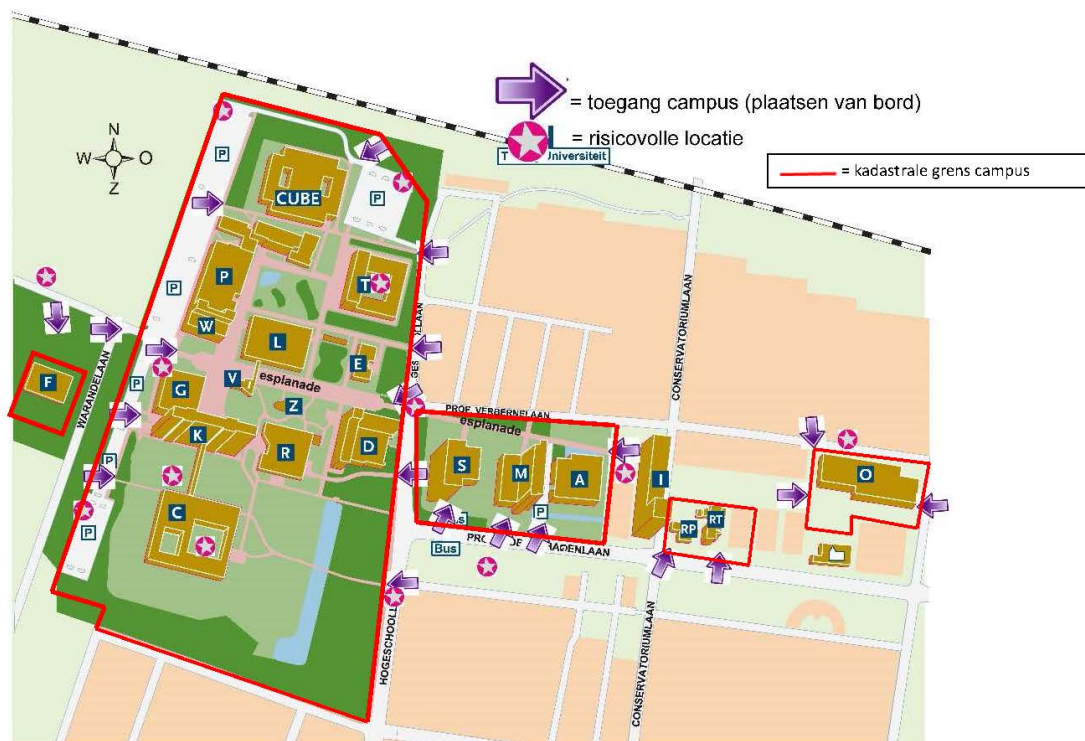 = toegang campus (plaatsen van bord)
L = risicovolle locatie
T Universiteit
= kadastrale grens campus
N
W O
Z
P
CUBE
P
P
P
T
W
L
E
F
WARANDELAAN
G
V
esplanade
Z
P
K
R
D
P
C
P
PROF. VERBERNELAAN
esplanade
S
M
A
I
P
Bus
RP
RT
O
CONSERVATORIUMLAAN
CONSERVATORIUMLAAN